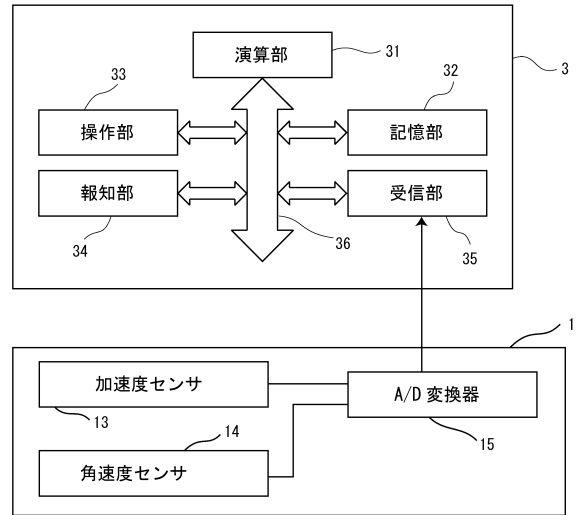 演算部
31
3
33
32
操作部
記憶部
報知部
受信部
34
36
35
1
加速度センサ
A/D 変換器
13
14
15
角速度センサ